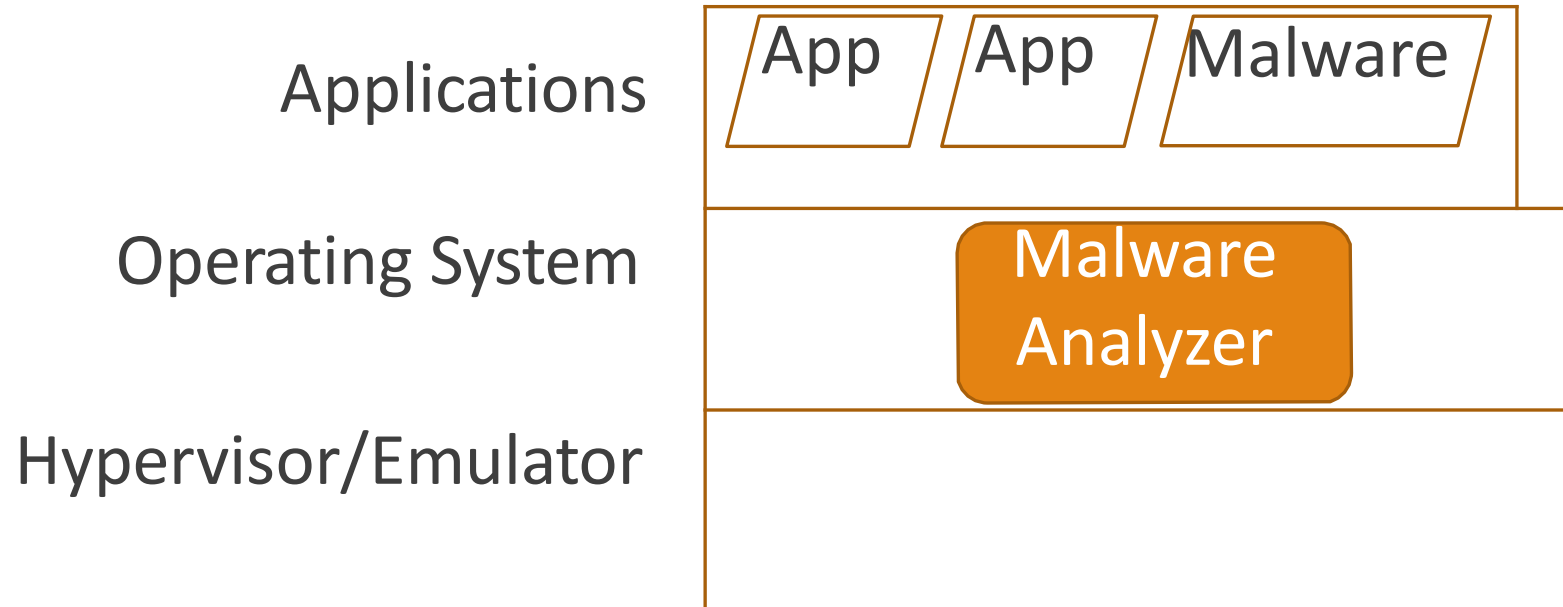 Applications
App
App
Malware
Operating System
Malware
Analyzer
Hypervisor/Emulator